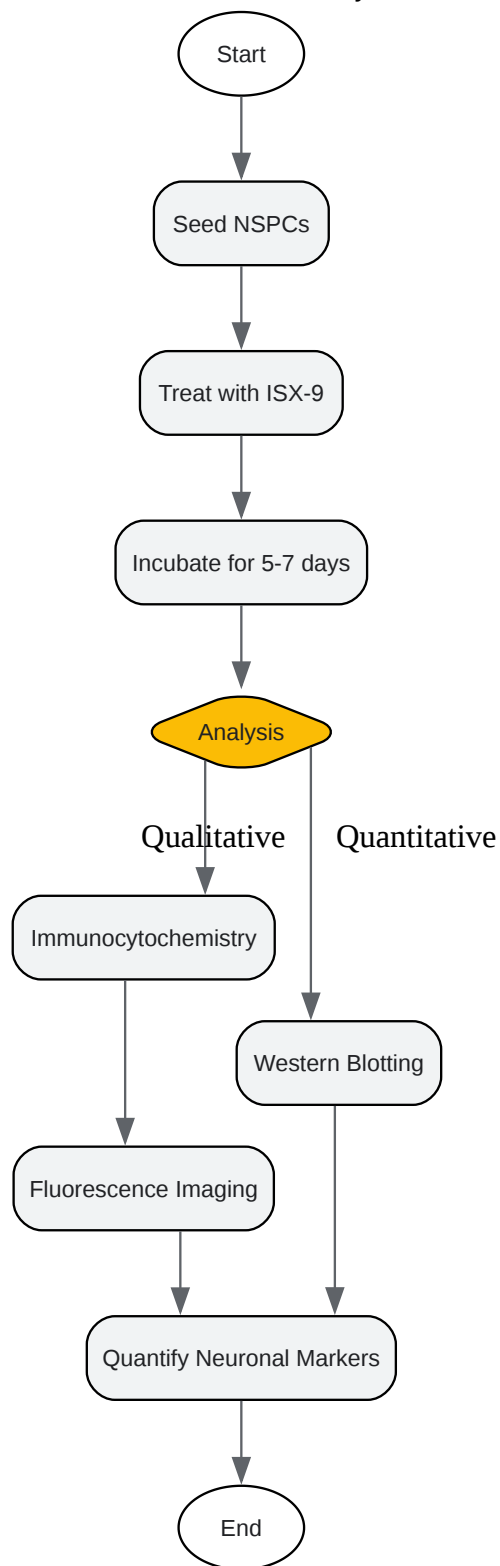 Start
Seed NSPCs
Treat with ISX-9
Incubate for 5-7 days
Analysis
Qualitative
Quantitative
Immunocytochemistry
Western Blotting
Fluorescence Imaging
Quantify Neuronal Markers
End